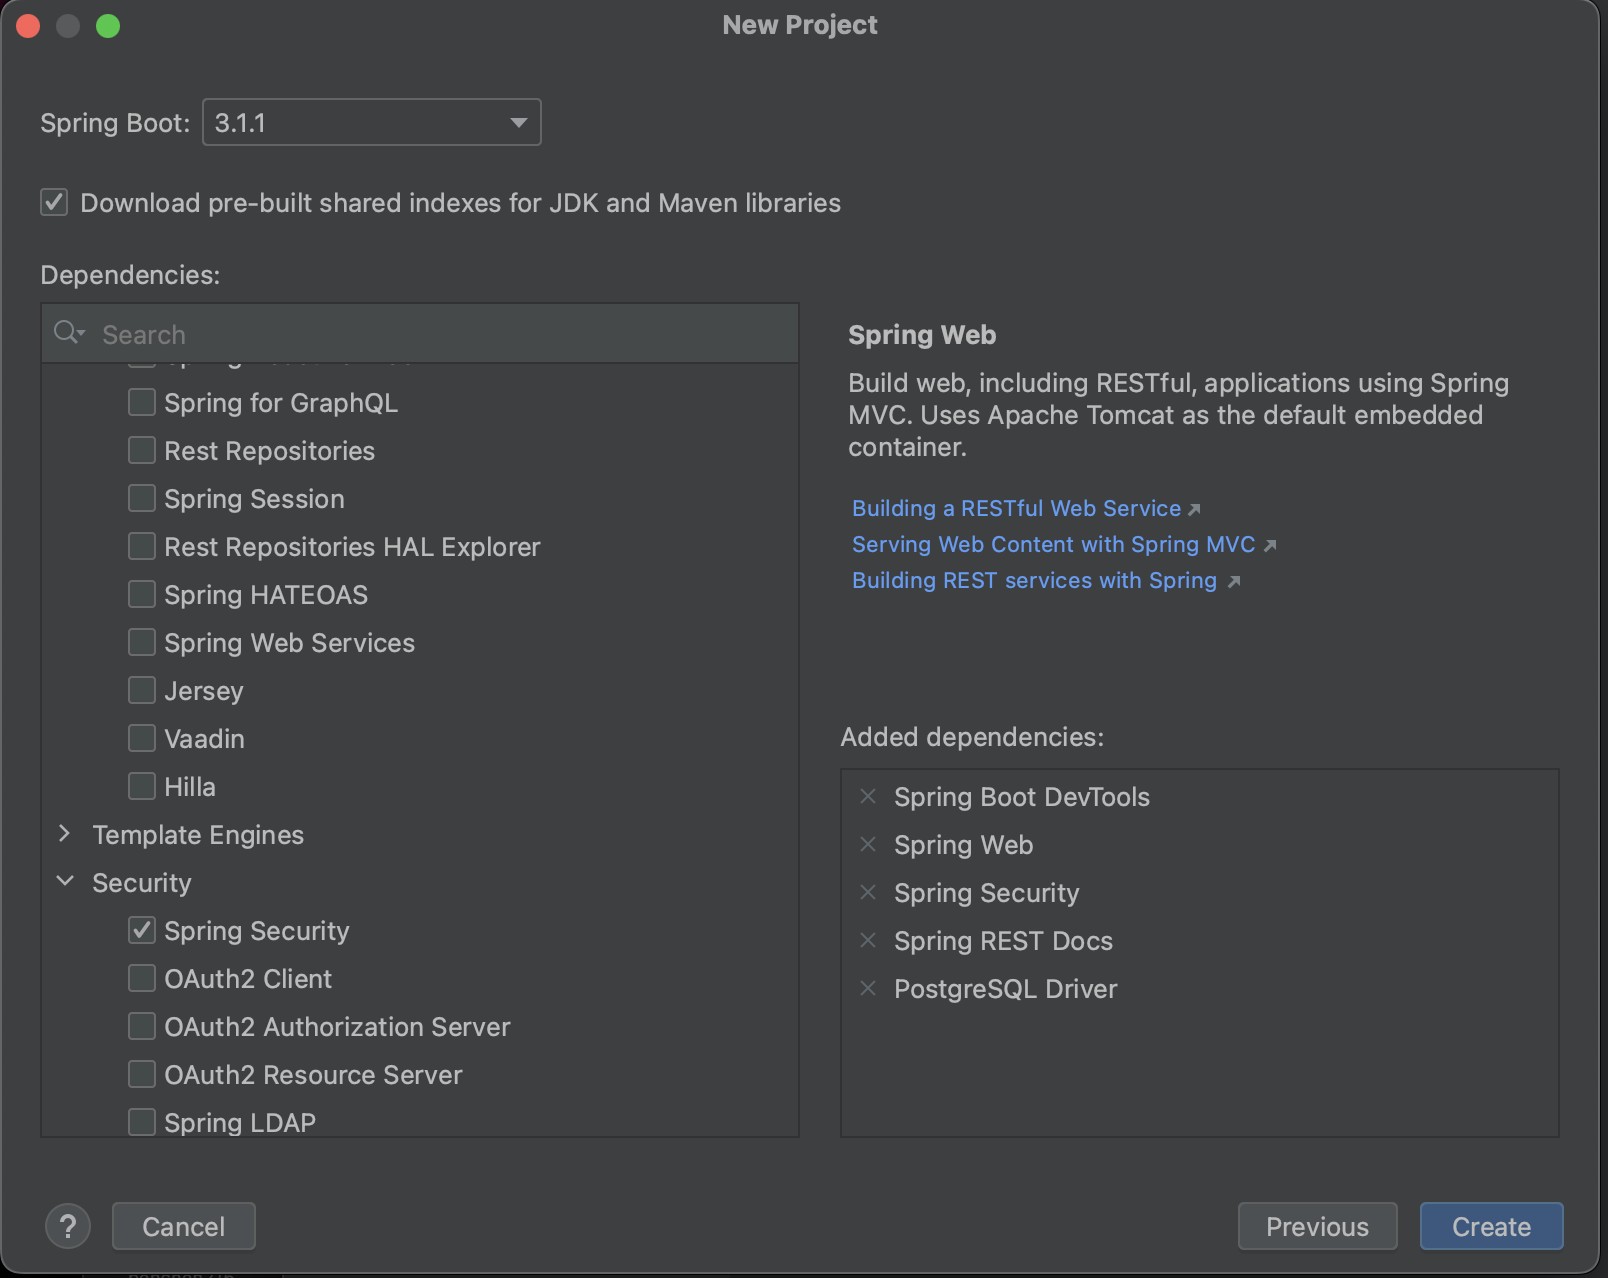 New Project
Spring Boot: 3.1.1
Download pre-built shared indexes for JDK and Maven libraries
Dependencies:
Search
Spring for GraphQL
Rest Repositories
Spring Session
Rest Repositories HAL Explorer
Spring HATEOAS
Spring Web Services
Jersey
Vaadin
Hilla
Template Engines
Security
Spring Security
OAuth2 Client
OAuth2 Authorization Server
OAuth2 Resource Server
Spring LDAP
Spring Web
Build web, including RESTful, applications using Spring
MVC. Uses Apache Tomcat as the default embedded
container.
Building a RESTful Web Service
Serving Web Content with Spring MVC
Building REST services with Spring
Added dependencies:
Spring Boot DevTools
Spring Web
Spring Security
Spring REST Docs
PostgreSQL Driver
?
Cancel
Previous
Create